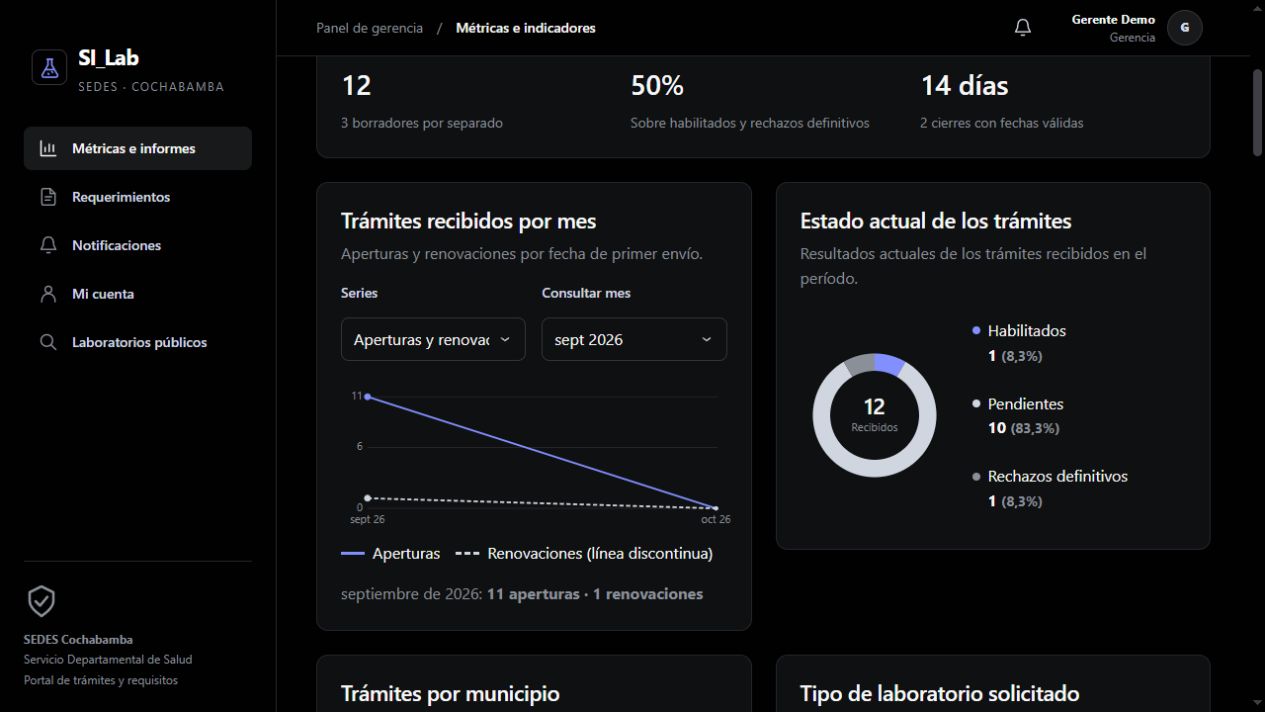 SI_Lab
SEDES - COCHABAMBA
Métricas e informes
Requerimientos
Notificaciones
Mi cuenta
Laboratorios públicos
SEDES Cochabamba
Servicio Departamental de Salud
Portal de trámites y requisitos
Panel de gerencia / Métricas e indicadores
Gerente Demo
Gerencia
G
12
3 borradores por separado
50%
Sobre habilitados y rechazos definitivos
14 días
2 cierres con fechas válidas
Trámites recibidos por mes
Aperturas y renovaciones por fecha de primer envío.
Series
Consultar mes
Aperturas y renovac
sept 2026
11
6
0
sept 26
oct 26
Aperturas
Renovaciones (línea discontinua)
septiembre de 2026: 11 aperturas · 1 renovaciones
Estado actual de los trámites
Resultados actuales de los trámites recibidos en el
período.
12
Recibidos
Habilitados
1 (8,3%)
Pendientes
10 (83,3%)
Rechazos definitivos
1 (8,3%)
Trámites por municipio
Tipo de laboratorio solicitado